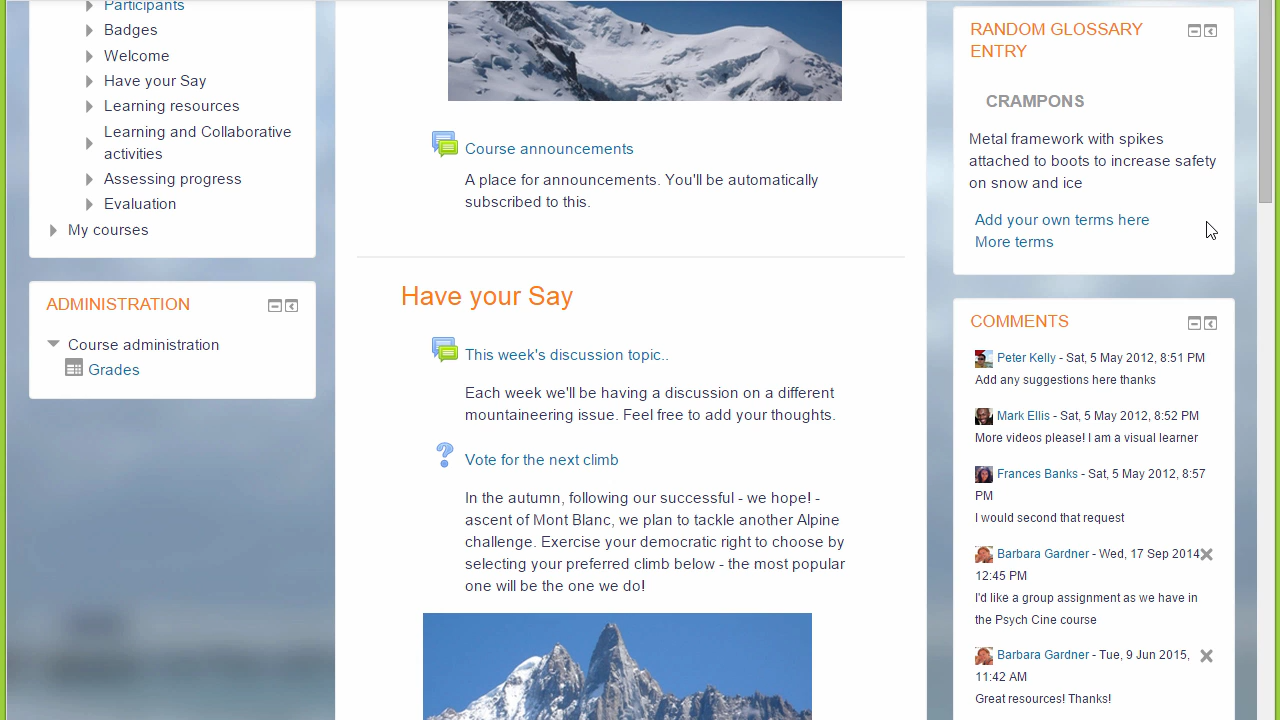 Participants
Badges
Welcome
Have your Say
Learning resources
Learning and Collaborative
activities
Assessing progress
Evaluation
My courses
ADMINISTRATION
Course administration
Grades
Course announcements
A place for announcements. You'll be automatically
subscribed to this.
Have your Say
This week's discussion topic..
Each week we'll be having a discussion on a different
mountaineering issue. Feel free to add your thoughts.
Vote for the next climb
In the autumn, following our successful - we hope! -
ascent of Mont Blanc, we plan to tackle another Alpine
challenge. Exercise your democratic right to choose by
selecting your preferred climb below - the most popular
one will be the one we do!
RANDOM GLOSSARY
ENTRY
CRAMPONS
Metal framework with spikes
attached to boots to increase safety
on snow and ice
Add your own terms here
More terms
COMMENTS
Peter Kelly - Sat, 5 May 2012, 8:51 PM
Add any suggestions here thanks
Mark Ellis - Sat, 5 May 2012, 8:52 PM
More videos please! I am a visual learner
Frances Banks - Sat, 5 May 2012, 8:57
PM
I would second that request
Barbara Gardner - Wed, 17 Sep 2014,
12:45 PM
I'd like a group assignment as we have in
the Psych Cine course
Barbara Gardner - Tue, 9 Jun 2015,
11:42 AM
Great resources! Thanks!